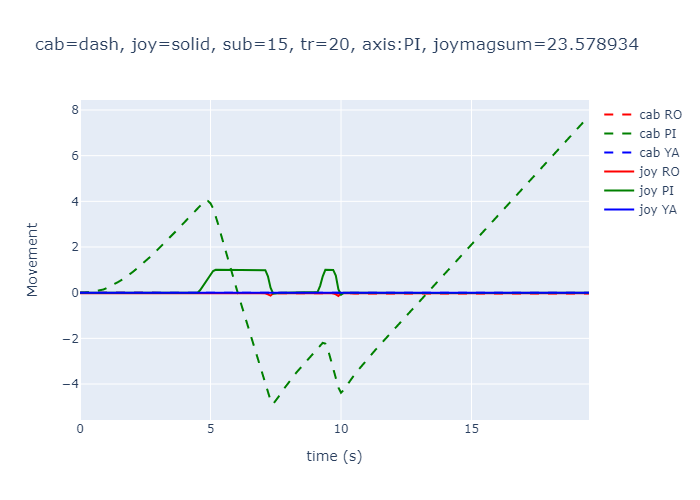 cab=dash, joy=solid, sub=15, tr=20, axis:PI, joymagsum=23.578934
8
6
4
2
0
−2
−4
Movement
0
5
10
15
time (s)
cab RO
cab PI
cab YA
joy RO
joy PI
joy YA